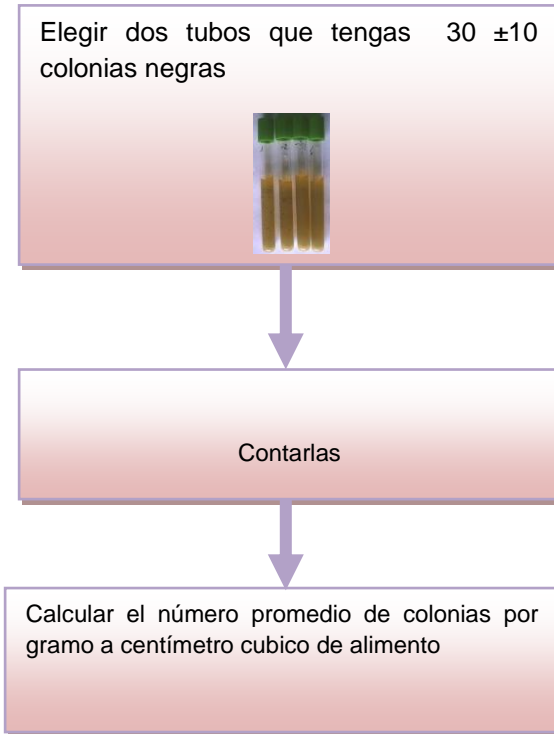 Elegir dos tubos que tengas 30 ±10
colonias negras
Contarlas
Calcular el número promedio de colonias por
gramo a centímetro cubico de alimento